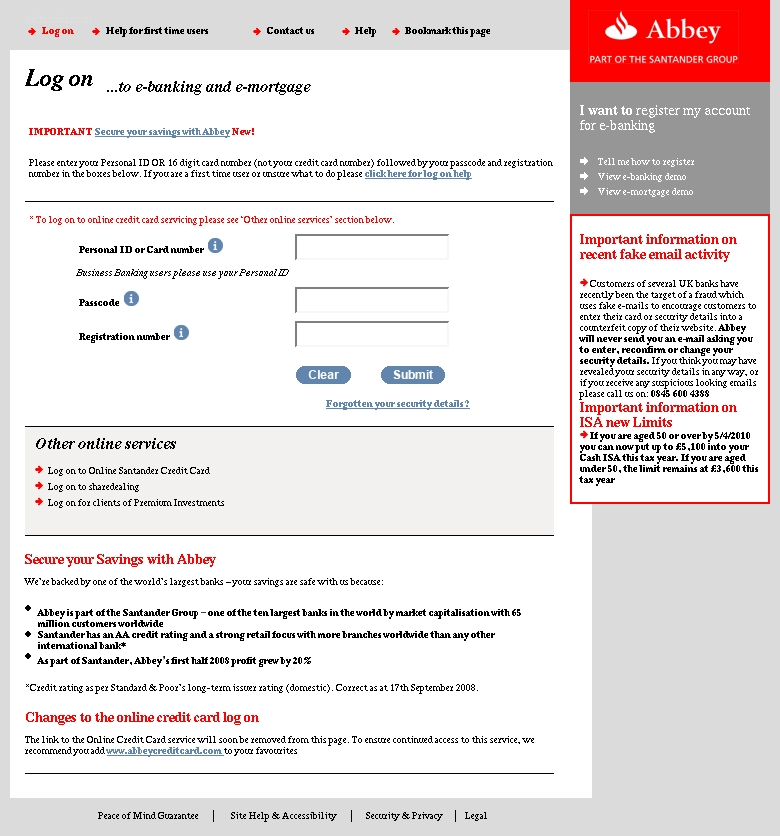 Log on
Help for first time users
Contact us
Help
Bookmark this page
Abbey
PART OF THE SANTANDER GROUP
Log on ...to e-banking and e-mortgage
IMPORTANT Secure your savings with Abbey New!
Please enter your Personal ID OR 16 digit card number (not your credit card number) followed by your passcode and registration
number in the boxes below. If you are a first time user or unsure what to do please click here for log on help
* To log on to online credit card servicing please see 'Other online services' section below.
Personal ID or Card number i
Business Banking users please use your Personal ID
Passcode i
Registration number i
Clear
Submit
Forgotten your security details?
Other online services
Log on to Online Santander Credit Card
Log on to sharedealing
Log on for clients of Premium Investments
Secure your Savings with Abbey
We're backed by one of the world's largest banks – your savings are safe with us because:
Abbey is part of the Santander Group – one of the ten largest banks in the world by market capitalisation with 65
million customers worldwide
Santander has an AA credit rating and a strong retail focus with more branches worldwide than any other
international bank*
As part of Santander, Abbey's first half 2008 profit grew by 20%
*Credit rating as per Standard & Poor's long-term issuer rating (domestic). Correct as at 17th September 2008.
Changes to the online credit card log on
The link to the Online Credit Card service will soon be removed from this page. To ensure continued access to this service, we
recommend you add www.abbeycreditcard.com to your favourites
I want to register my account
for e-banking
Tell me how to register
View e-banking demo
View e-mortgage demo
Important information on
recent fake email activity
Customers of several UK banks have
recently been the target of a fraud which
uses fake e-mails to encourage customers to
enter their card or security details into a
counterfeit copy of their website. Abbey
will never send you an e-mail asking you
to enter, reconfirm or change your
security details. If you think you may have
revealed your security details in any way, or
if you receive any suspicious looking emails
please call us on: 0845 600 4388
Important information on
ISA new Limits
If you are aged 50 or over by 5/4/2010
you can now put up to £5,100 into your
Cash ISA this tax year. If you are aged
under 50, the limit remains at £3,600 this
tax year
Peace of Mind Guarantee | Site Help & Accessibility | Security & Privacy | Legal